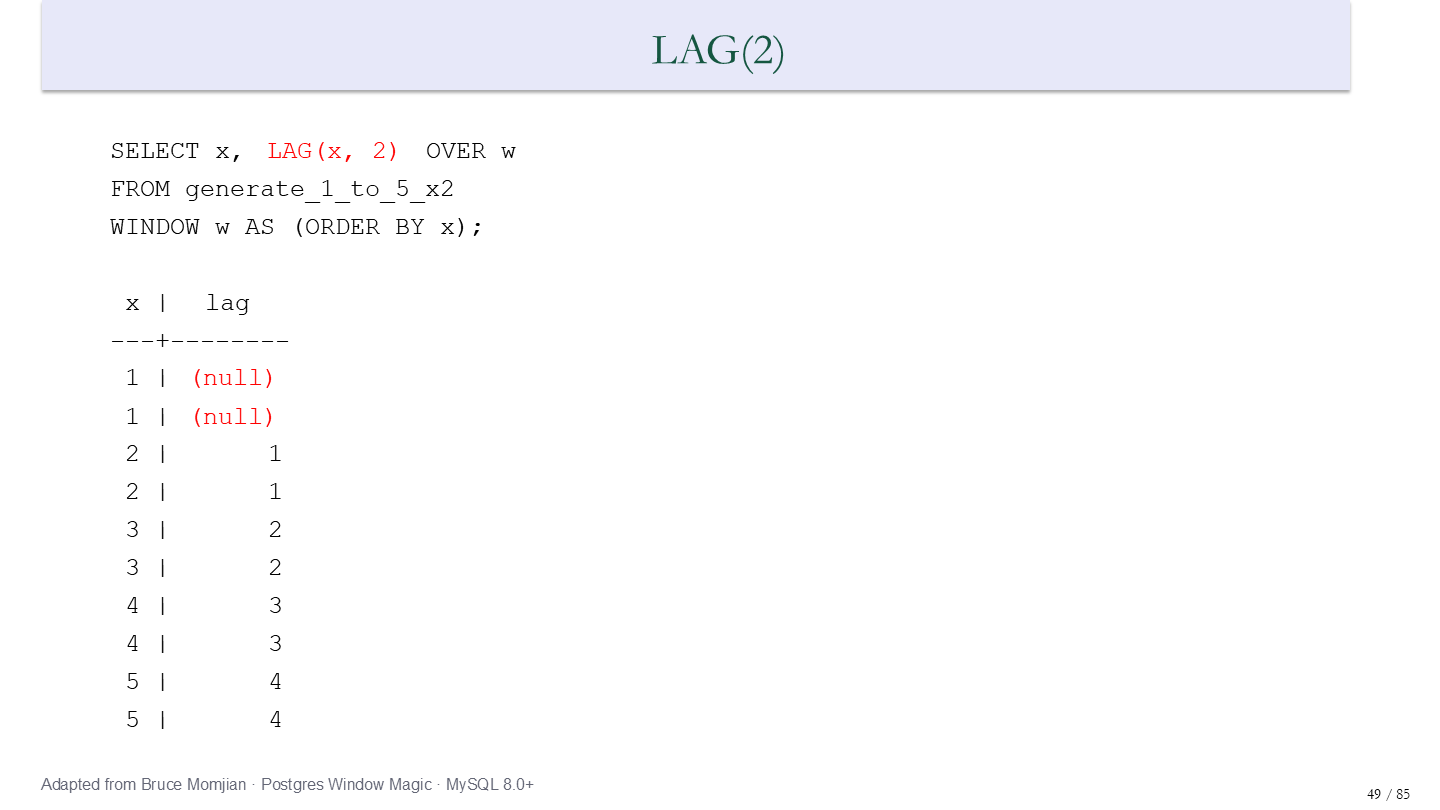 LAG(2)
SELECT x, LAG(x, 2) OVER w
FROM generate_1_to_5_x2
WINDOW w AS (ORDER BY x);
 x |  lag
---+--------
 1 | (null)
 1 | (null)
 2 |      1
 2 |      1
 3 |      2
 3 |      2
 4 |      3
 4 |      3
 5 |      4
 5 |      4
Adapted from Bruce Momjian · Postgres Window Magic · MySQL 8.0+
49 / 85